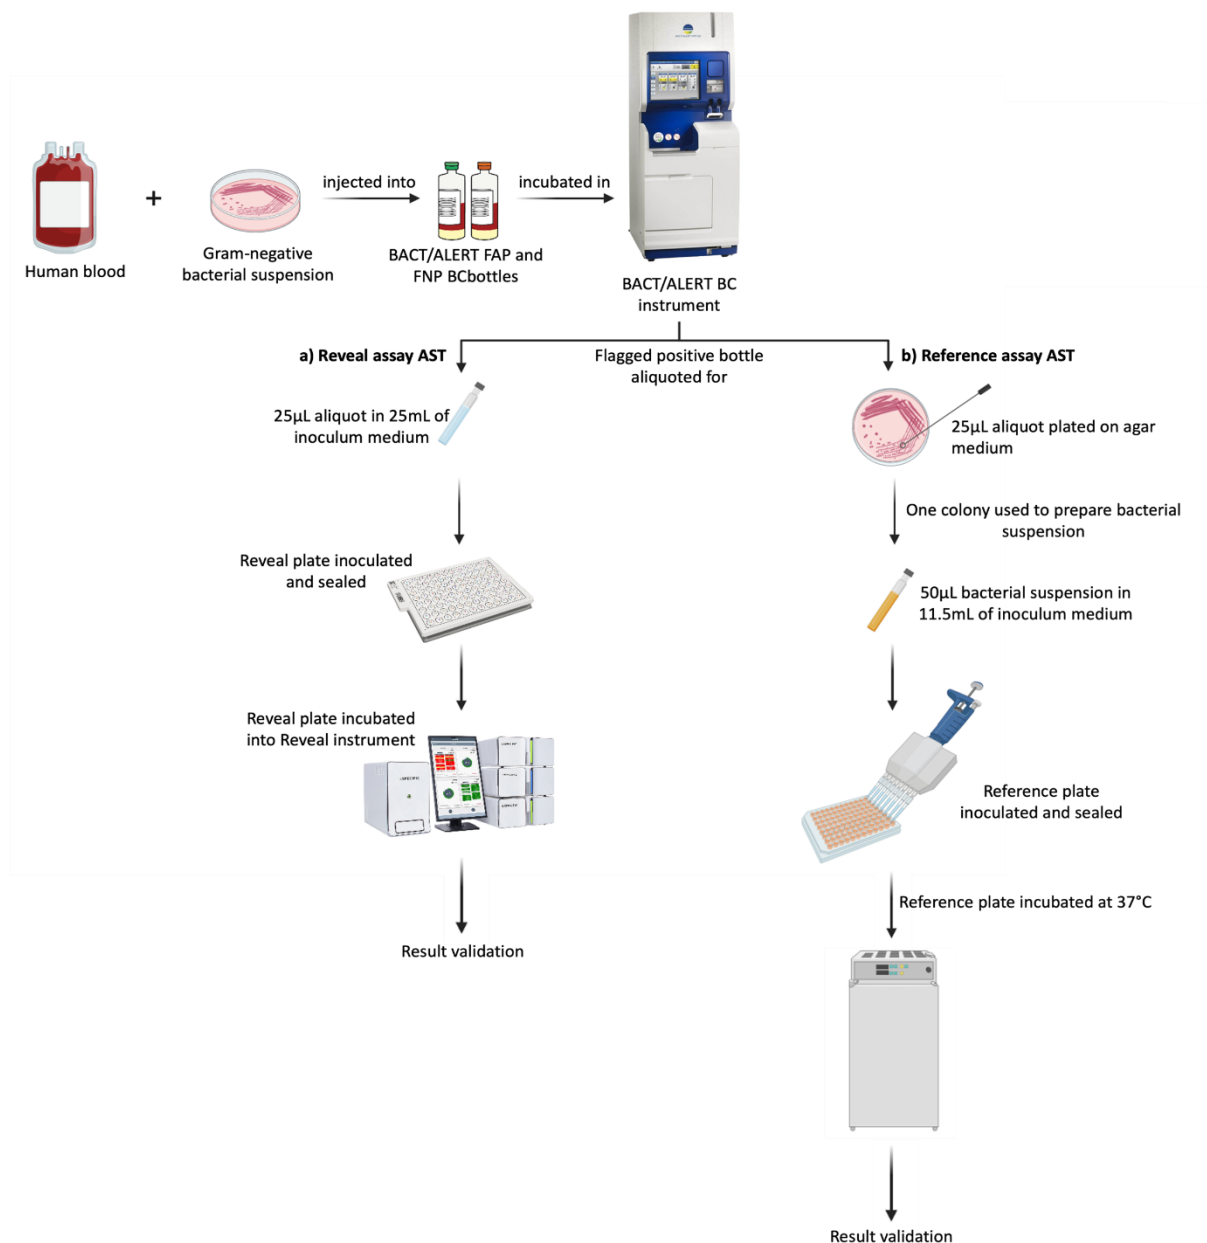 Human blood
+
Gram-negative
bacterial suspension
injected into
BACT/ALERT FAP and
FNP BCbottles
incubated in
BACT/ALERT BC
instrument
a) Reveal assay AST
Flagged positive bottle
aliquoted for
b) Reference assay AST
25µL aliquot in 25mL of
inoculum medium
25µL aliquot plated on agar
medium
One colony used to prepare bacterial
suspension
Reveal plate inoculated
and sealed
50µL bacterial suspension in
11.5mL of inoculum medium
Reveal plate incubated
into Reveal instrument
Reference plate
inoculated and sealed
Reference plate incubated at 37°C
Result validation
Result validation